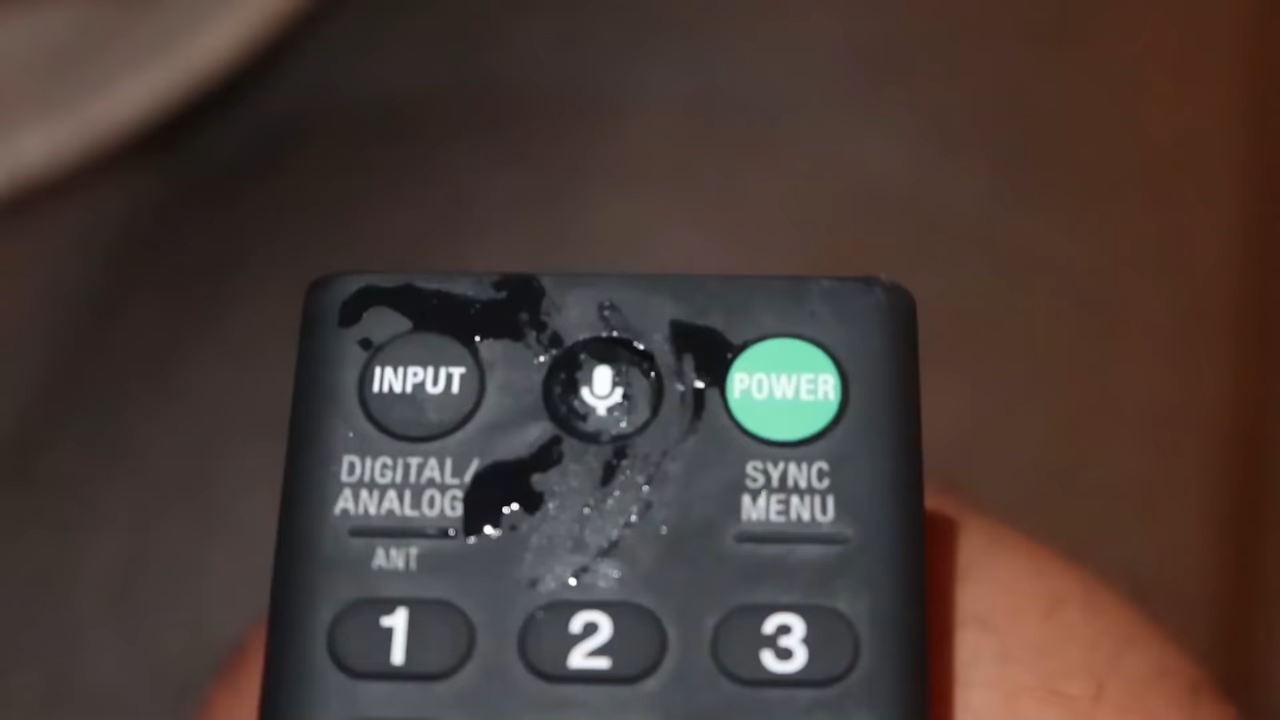 INPUT
POWER
DIGITAL/
ANALOG
SYNC
MENU
ANT
1 2 3